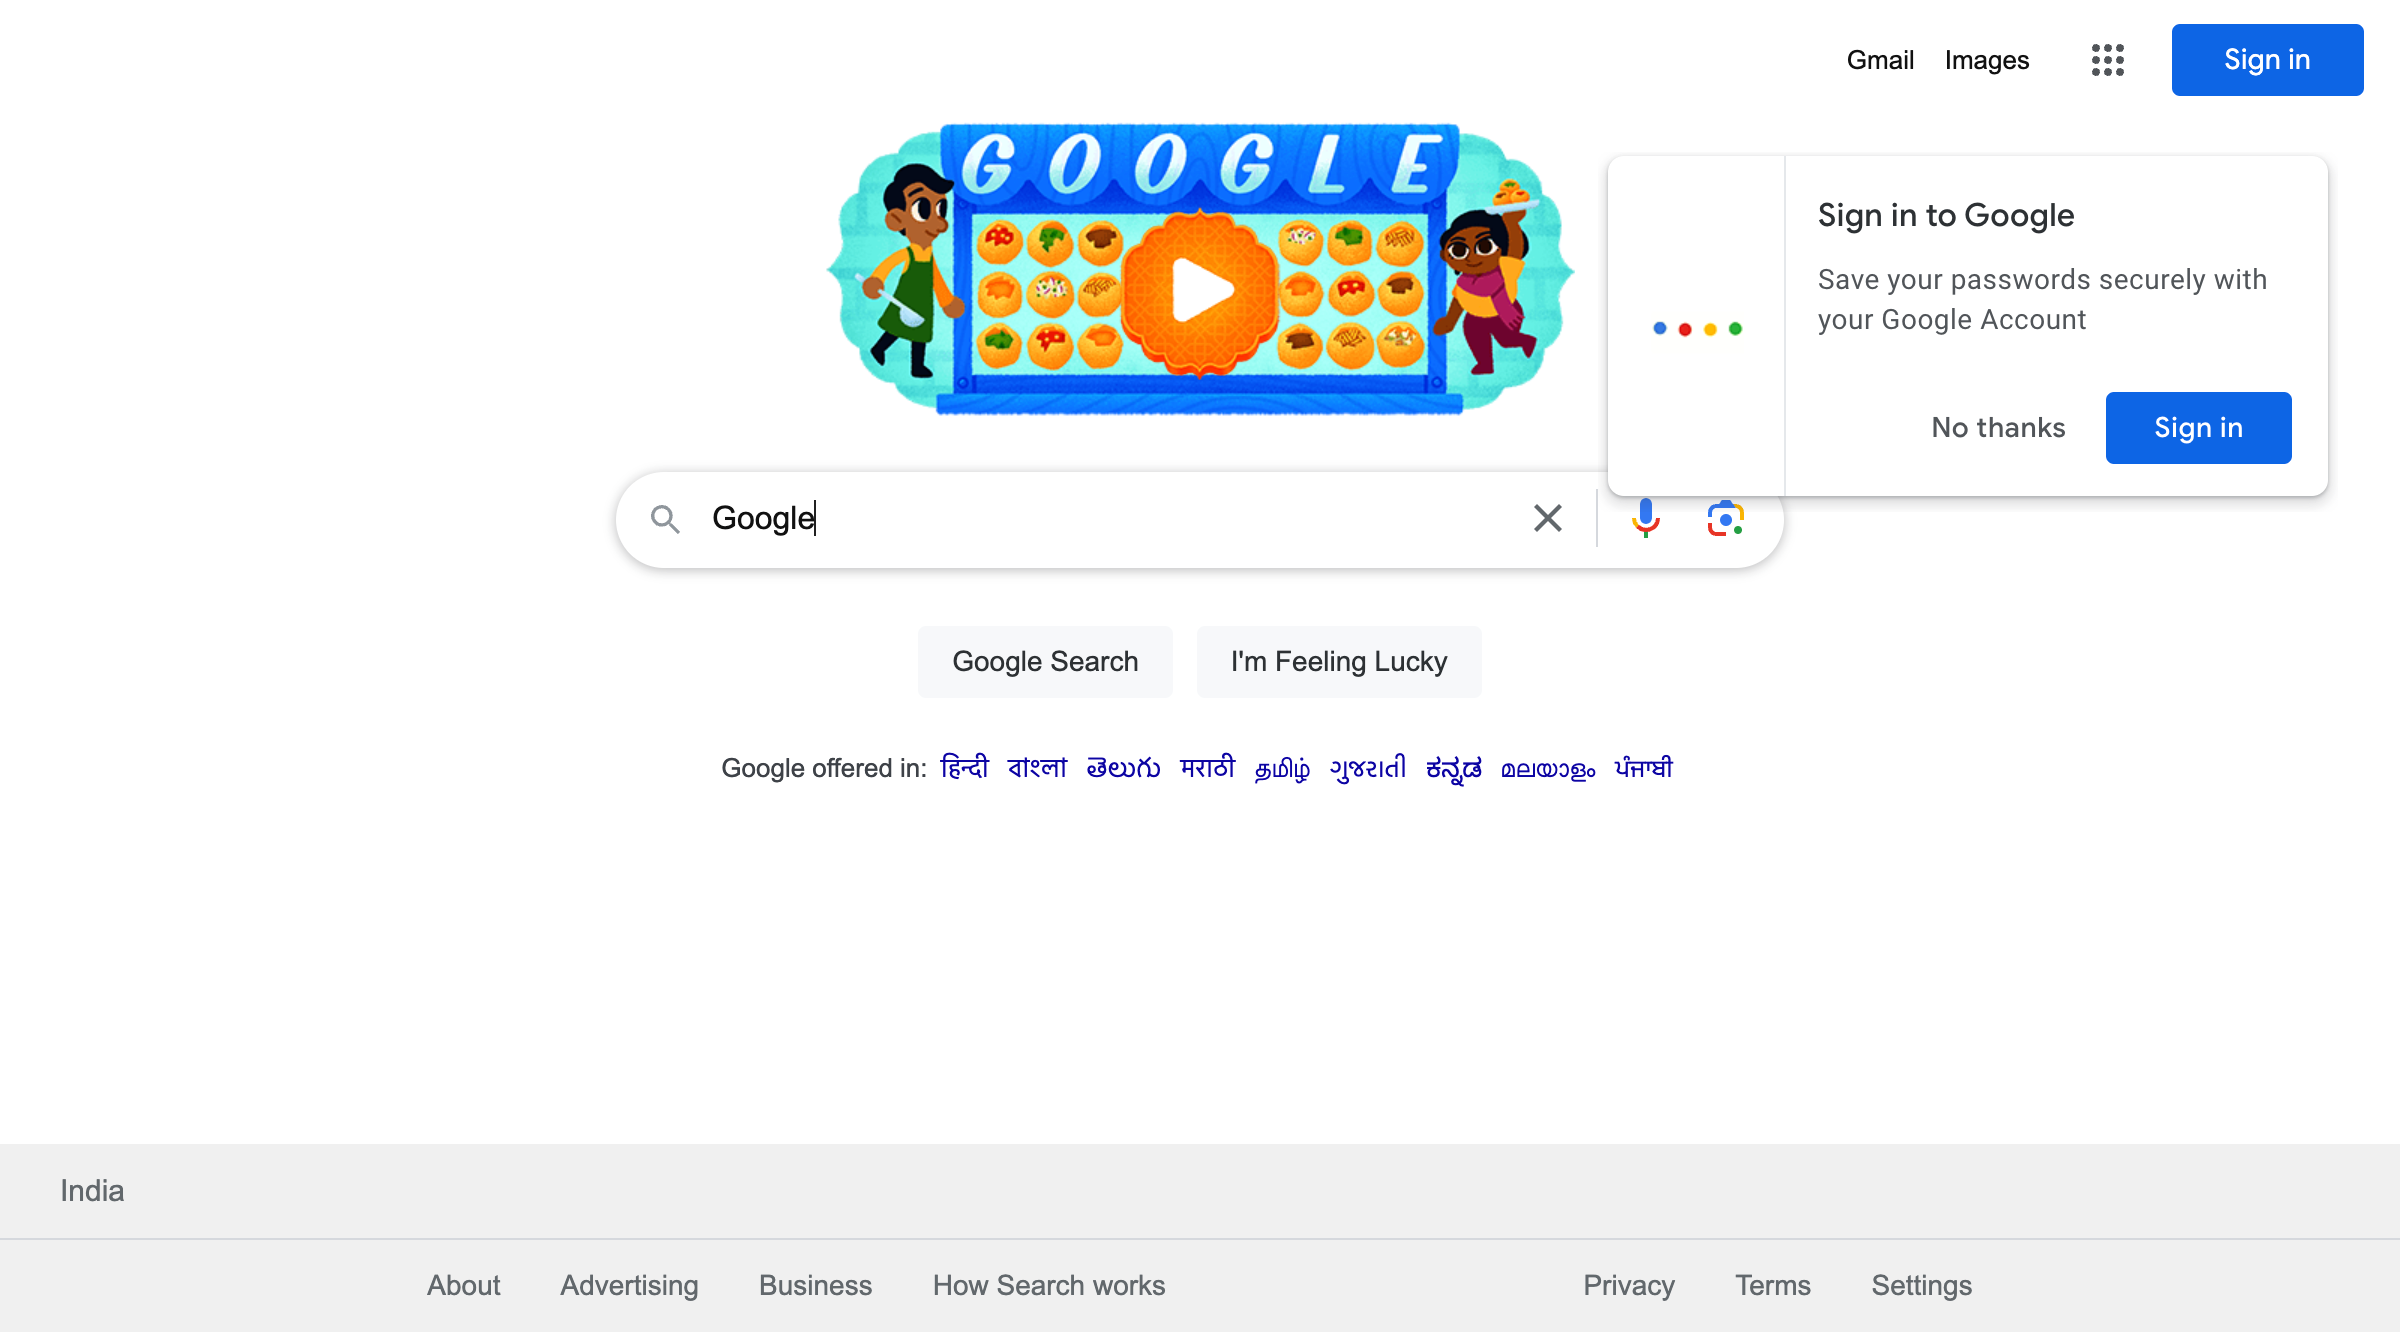 Gmail Images Sign in
GOOGLE
Sign in to Google
Save your passwords securely with
your Google Account
No thanks Sign in
Google
Google Search I'm Feeling Lucky
Google offered in: हिन्दी বাংলা తెలుగు मराठी தமிழ் ગુજરાતી ಕನ್ನಡ മലയാളം ਪੰਜਾਬੀ
India
About Advertising Business How Search works Privacy Terms Settings